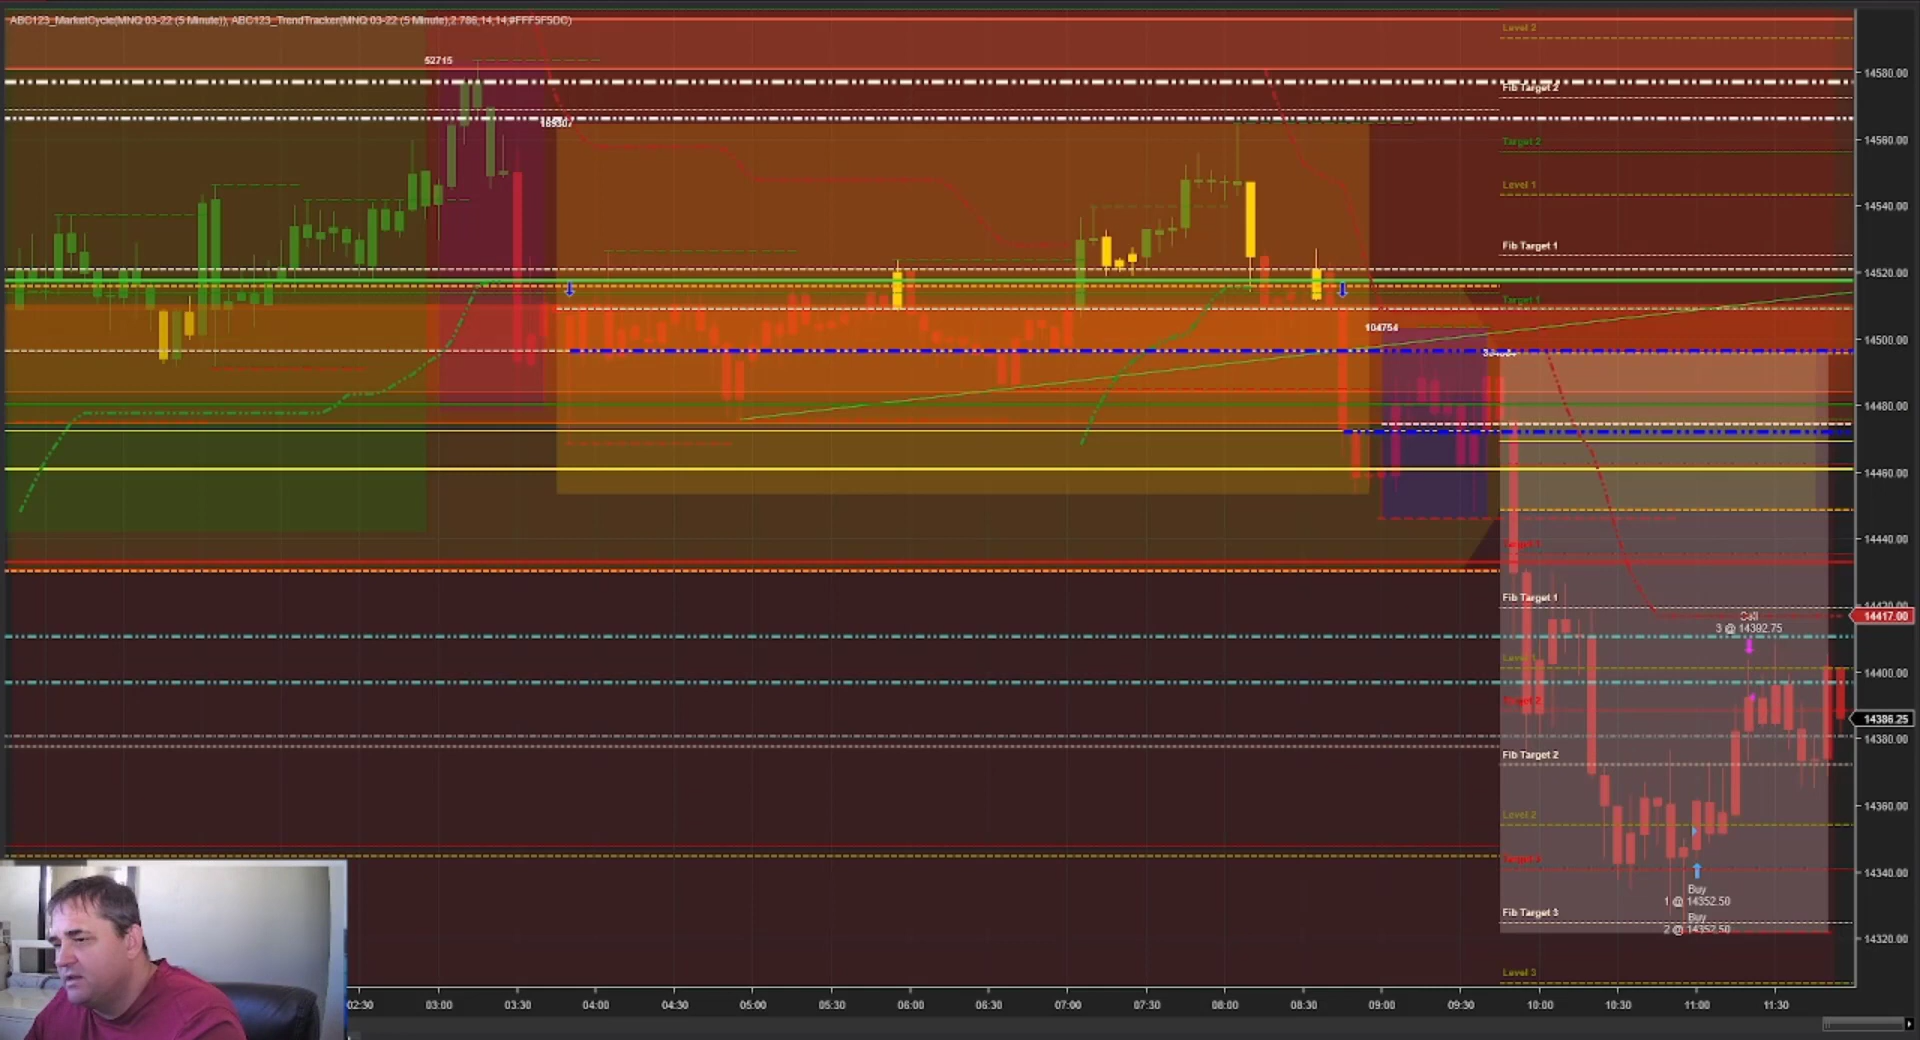 ABC123_MarketCycle(MNQ 03-22 (5 Minute)), ABC123_TrendTracker(MNQ 03-22 (5 Minute),2.786,14,14,#FFF5F5DC)
Level 2
52715
14580.00
Fib Target 2
14560.00
Target 2
Level 1
14540.00
Fib Target 1
14520.00
Target 1
104754
14500.00
14480.00
14460.00
14440.00
Target 1
Fib Target 1
14417.00
Sell
3 @ 14392.75
14400.00
Target 2
14386.25
14380.00
Fib Target 2
14360.00
Level 2
14340.00
Buy
1 @ 14352.50
Fib Target 3
Buy
2 @ 14352.50
14320.00
Level 3
02:30 03:00 03:30 04:00 04:30 05:00 05:30 06:00 06:30 07:00 07:30 08:00 08:30 09:00 09:30 10:00 10:30 11:00 11:30